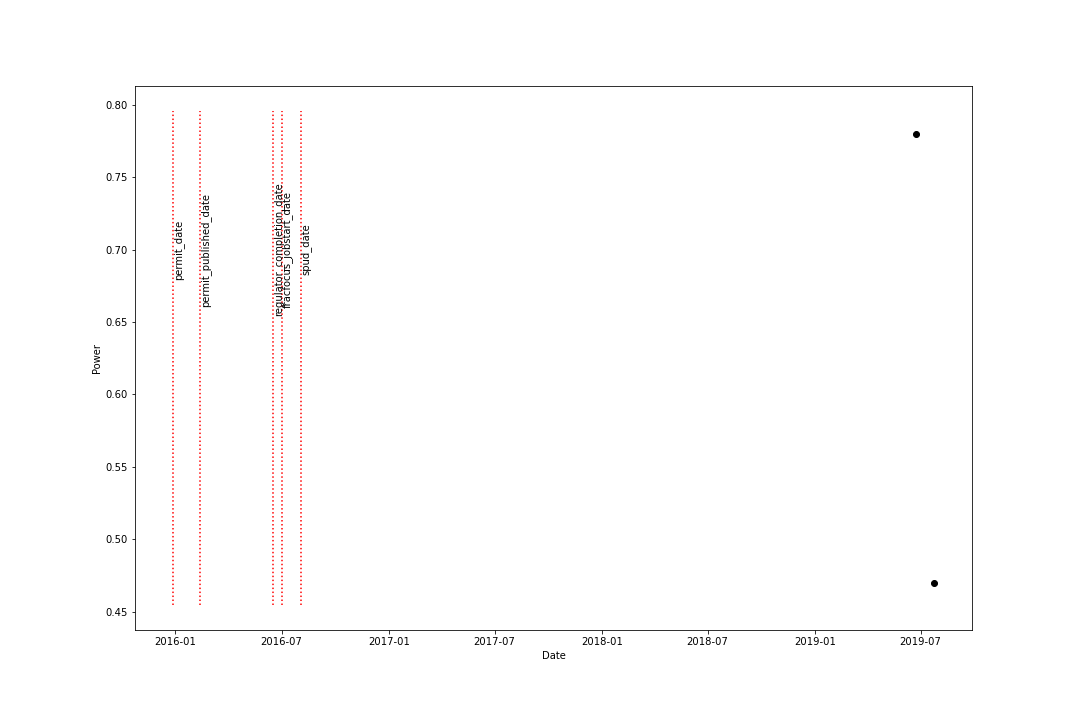 0.80
0.75
0.70
0.65
0.60
0.55
0.50
0.45
Power
permit_date
permit_published_date
regulator_completion_date
fracfocus_jobstart_date
spud_date
2016-01
2016-07
2017-01
2017-07
2018-01
2018-07
2019-01
2019-07
Date